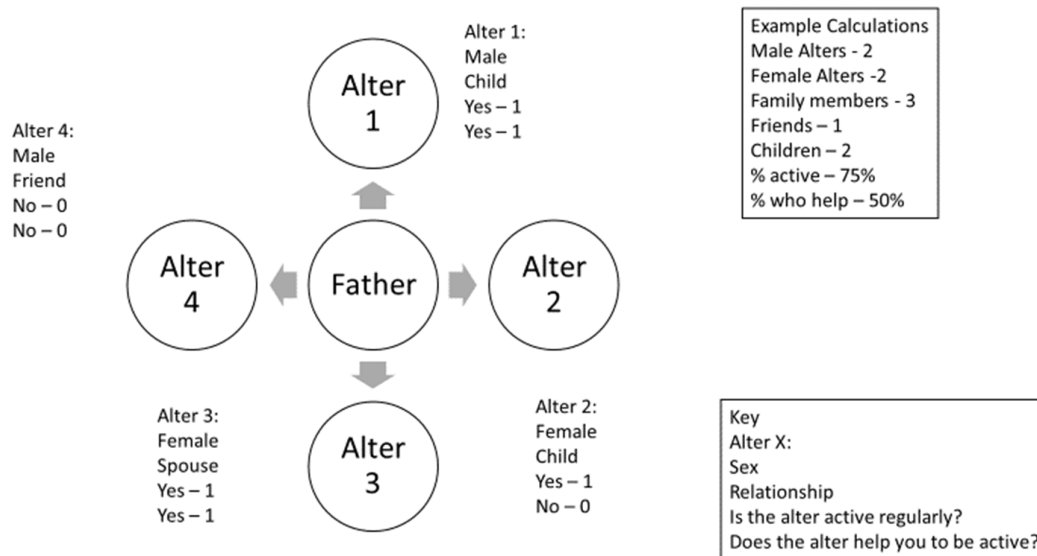 Alter 1:
Male
Child
Yes – 1
Yes – 1
Example Calculations
Male Alters - 2
Female Alters -2
Family members - 3
Friends – 1
Children – 2
% active – 75%
% who help – 50%
Alter
1
Alter 4:
Male
Friend
No – 0
No – 0
Alter
4
Father
Alter
2
Alter 3:
Female
Spouse
Yes – 1
Yes – 1
Alter
3
Alter 2:
Female
Child
Yes – 1
No – 0
Key
Alter X:
Sex
Relationship
Is the alter active regularly?
Does the alter help you to be active?